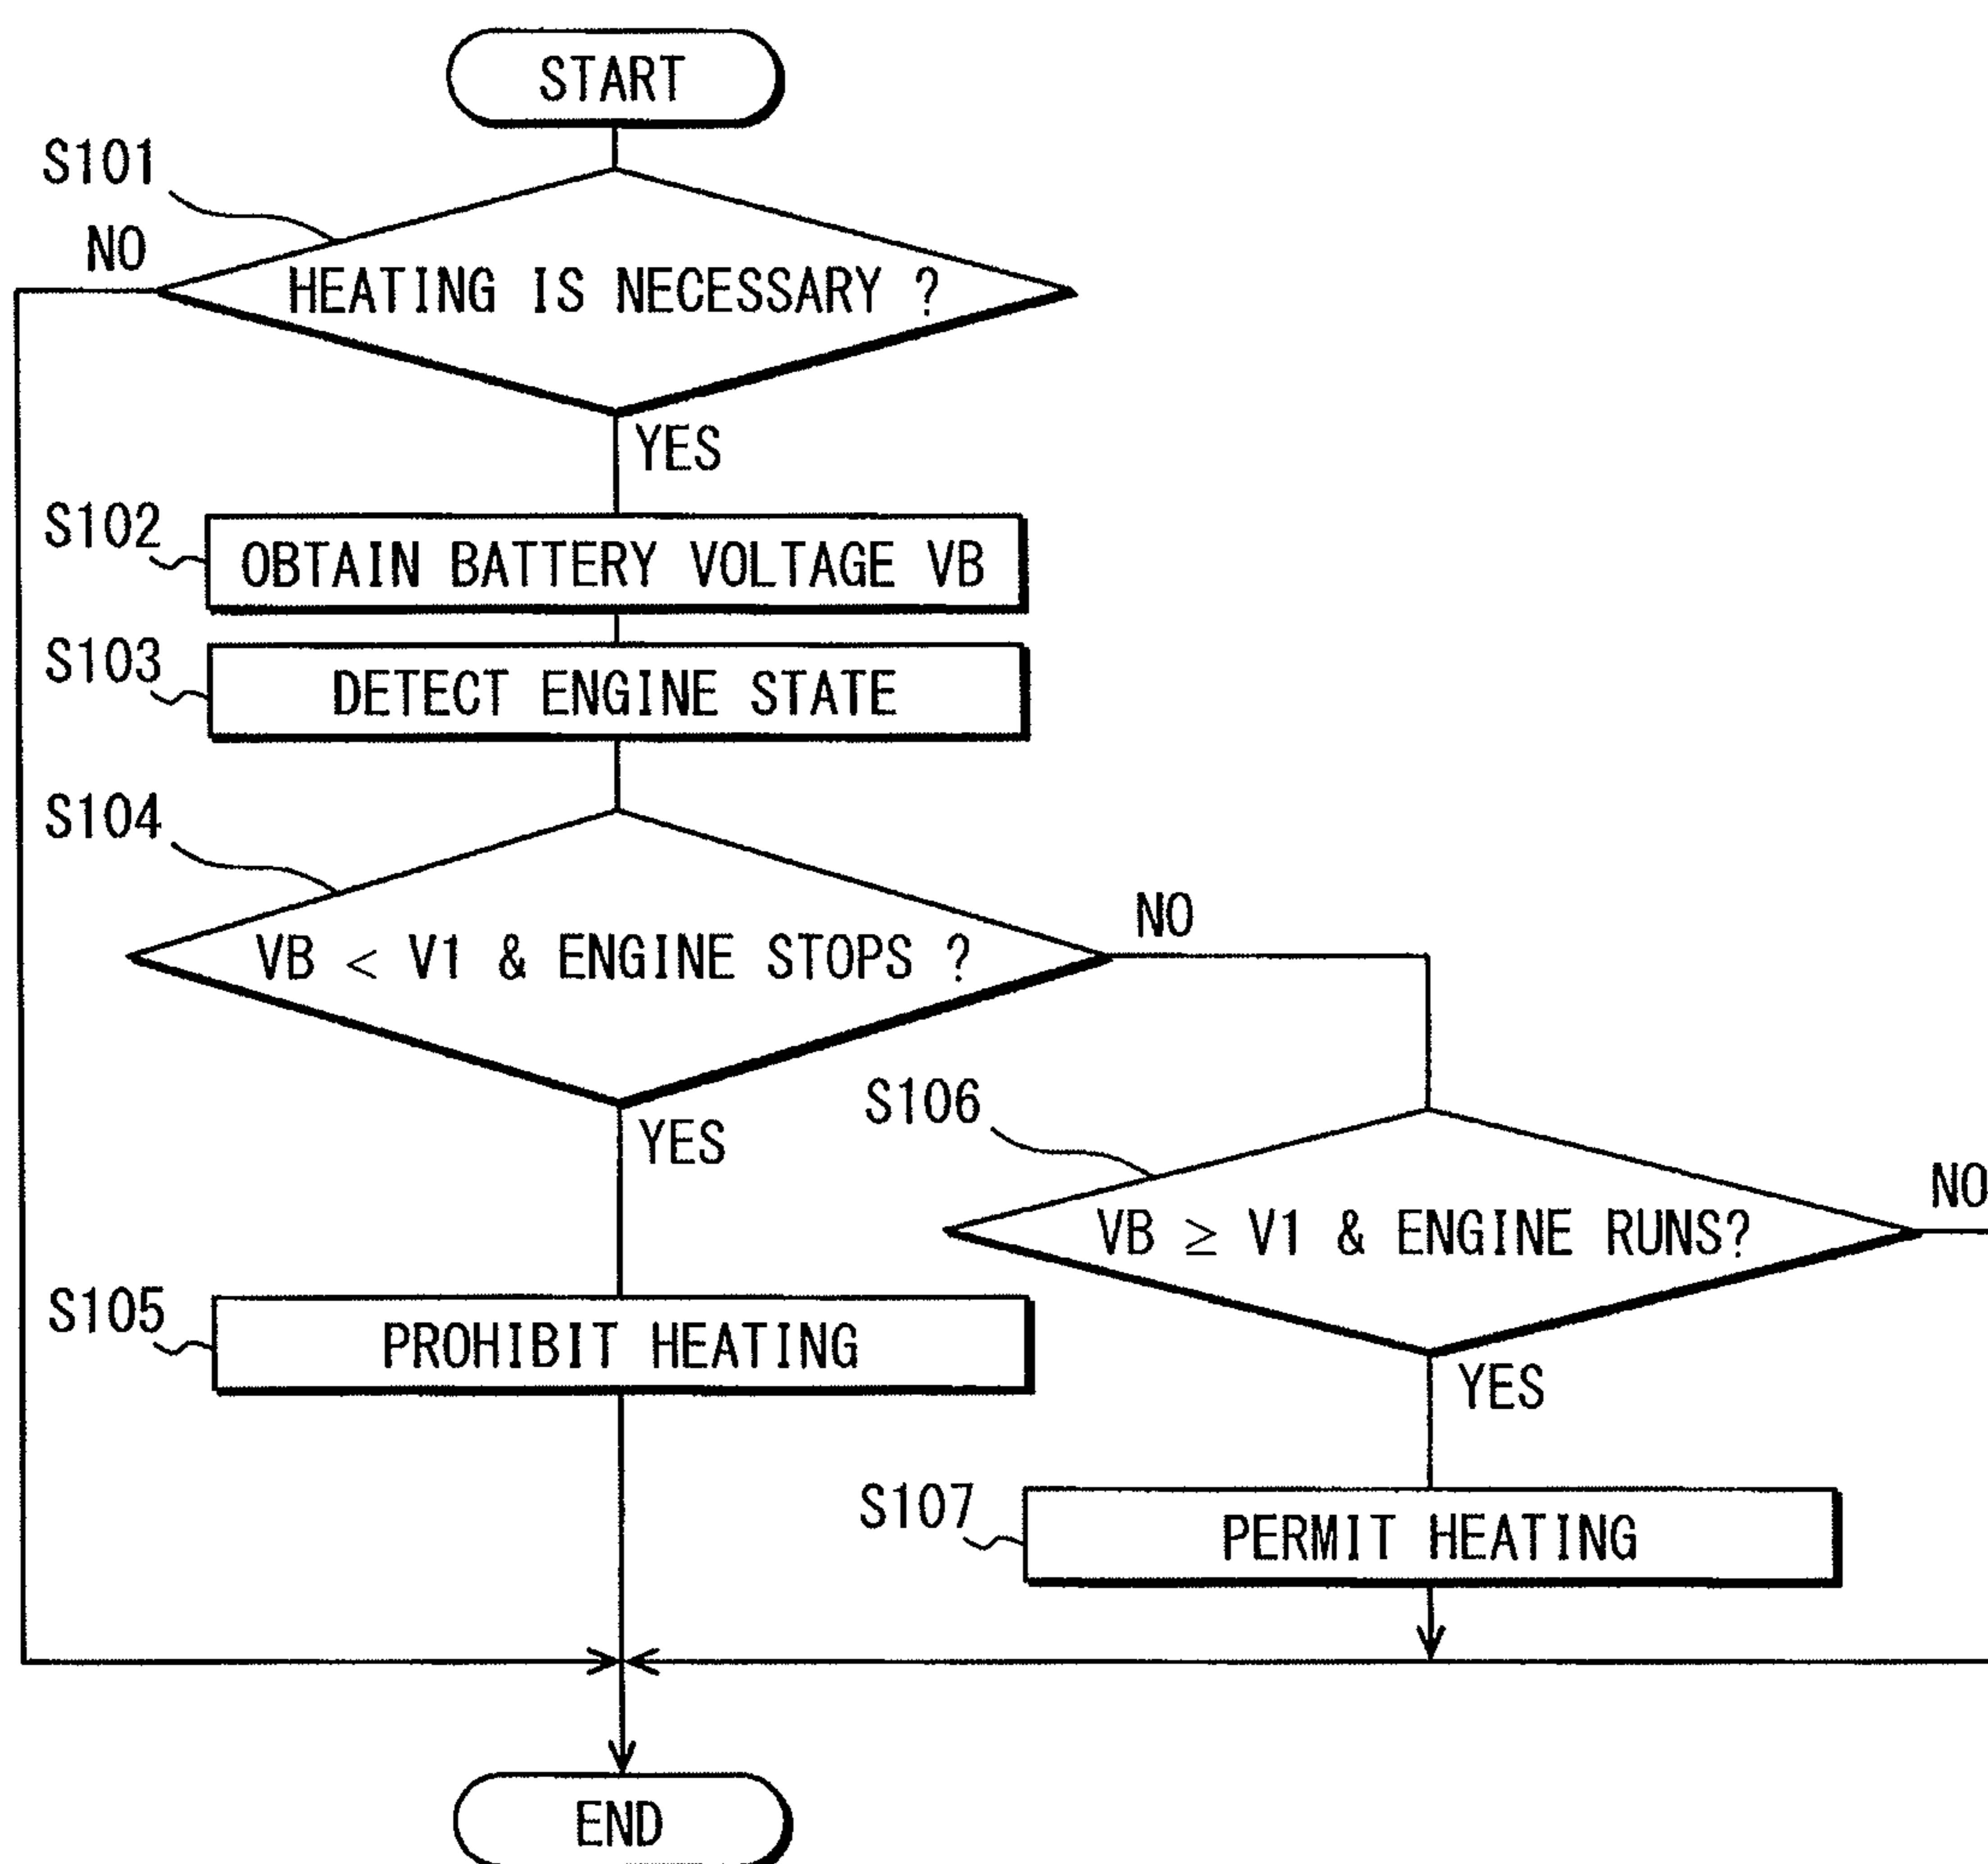 START
S101
NO
HEATING IS NECESSARY ?
YES
S102
OBTAIN BATTERY VOLTAGE VB
S103
DETECT ENGINE STATE
S104
VB < V1 & ENGINE STOPS ?
NO
YES
S106
VB ≥ V1 & ENGINE RUNS?
NO
YES
S105
PROHIBIT HEATING
S107
PERMIT HEATING
END